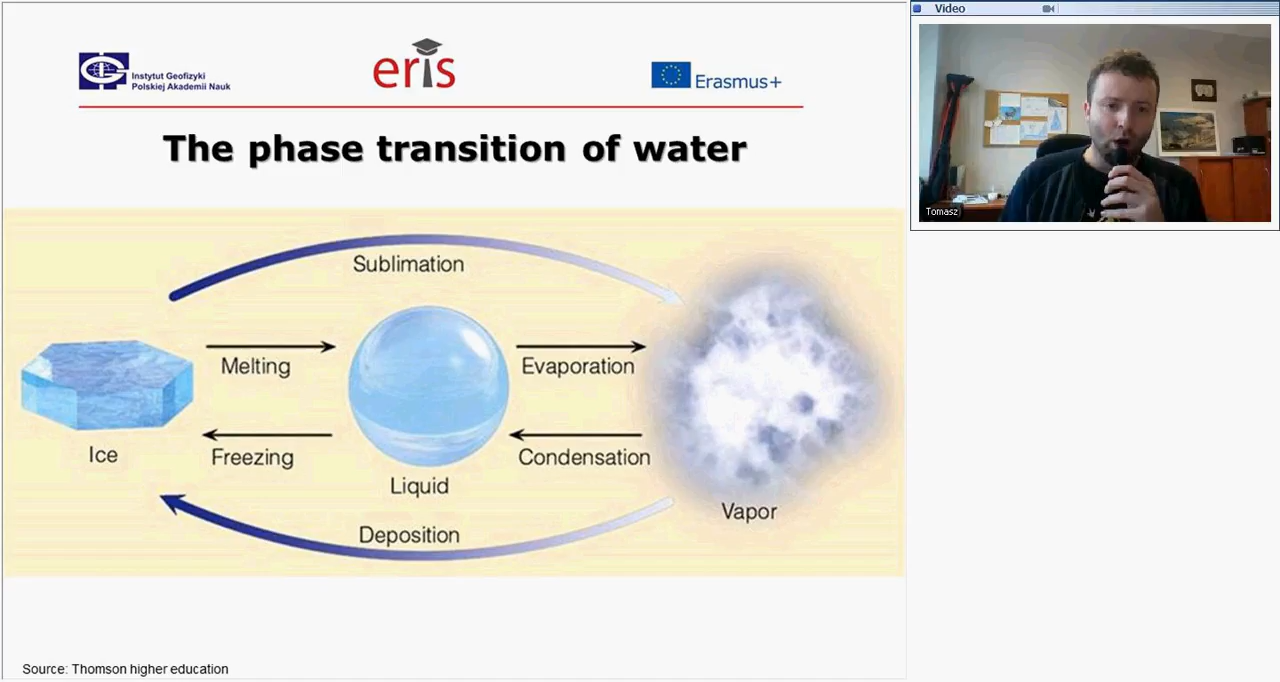 Instytut Geofizyki
Polskiej Akademii Nauk
eris
Erasmus+
The phase transition of water
Sublimation
Melting
Evaporation
Ice
Freezing
Condensation
Liquid
Vapor
Deposition
Source: Thomson higher education
Video
Tomasz